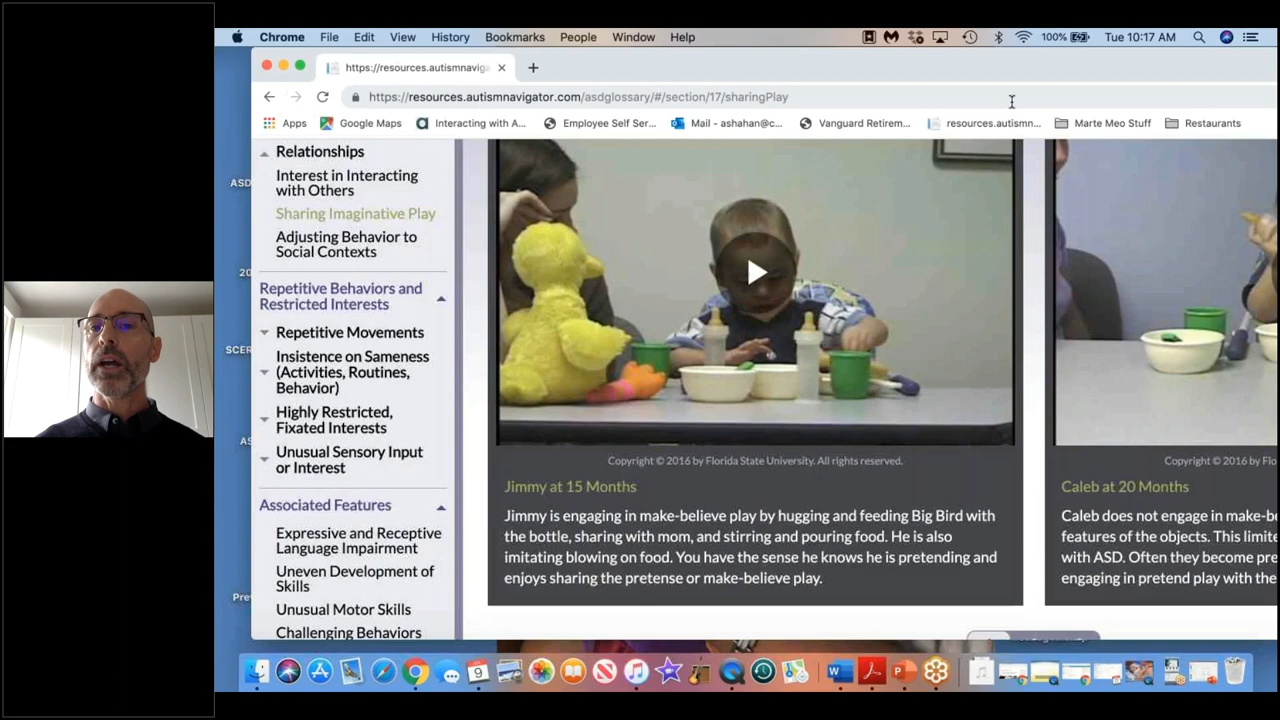 Chrome File Edit View History Bookmarks People Window Help 100% Tue 10:17 AM
https://resources.autismnaviga
https://resources.autismnavigator.com/asdglossary/#/section/17/sharingPlay
Apps Google Maps Interacting with A... Employee Self Ser... Mail - ashahan@c... Vanguard Retirem... resources.autismn... Marte Meo Stuff Restaurants
ASD
20
SCER
AS
Pre
Relationships
Interest in Interacting
with Others
Sharing Imaginative Play
Adjusting Behavior to
Social Contexts
Repetitive Behaviors and
Restricted Interests
Repetitive Movements
Insistence on Sameness
(Activities, Routines,
Behavior)
Highly Restricted,
Fixated Interests
Unusual Sensory Input
or Interest
Associated Features
Expressive and Receptive
Language Impairment
Uneven Development of
Skills
Unusual Motor Skills
Challenging Behaviors
Copyright © 2016 by Florida State University. All rights reserved.
Jimmy at 15 Months
Jimmy is engaging in make-believe play by hugging and feeding Big Bird with
the bottle, sharing with mom, and stirring and pouring food. He is also
imitating blowing on food. You have the sense he knows he is pretending and
enjoys sharing the pretense or make-believe play.
Copyright © 2016 by Flo
Caleb at 20 Months
Caleb does not engage in make-b
features of the objects. This limite
with ASD. Often they become pre
engaging in pretend play with the
9